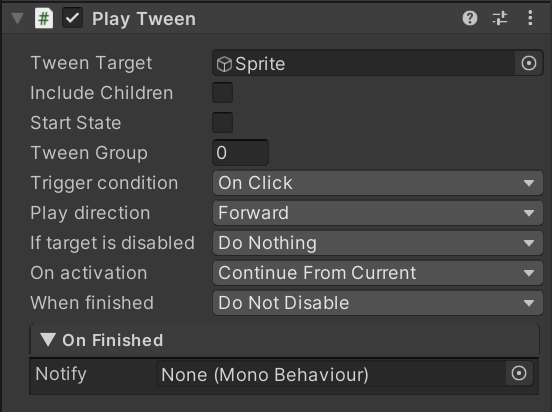 # Play Tween
Tween Target Sprite
Include Children
Start State
Tween Group 0
Trigger condition On Click
Play direction Forward
If target is disabled Do Nothing
On activation Continue From Current
When finished Do Not Disable
On Finished
Notify None (Mono Behaviour)